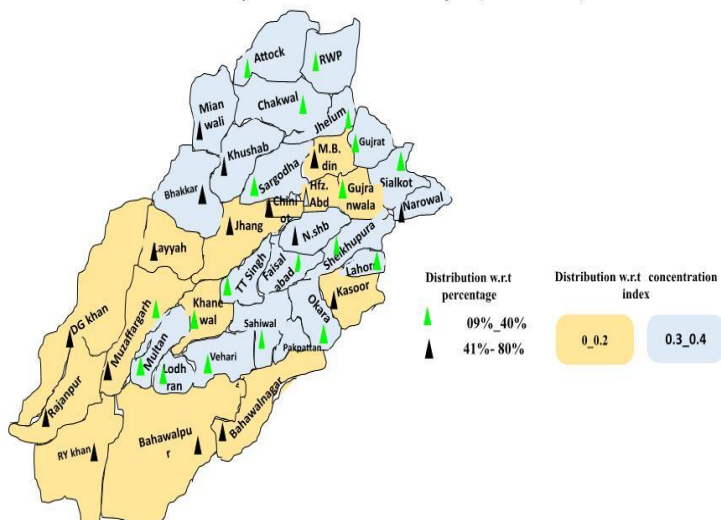 Attock
RWP
Chakwal
Mian
wali
Jhelum
Gujrat
Khushab
M.B.
din
Sialkot
Bhakkar
Sargodha
Hfz.
Abd
Gujra
nwala
Narowal
Chini
ot
Jhang
N.shb
Sheikhupura
Layyah
TT Singh
Faisal
abad
Lahor
Kasoor
DG khan
Muzaffargarh
Khane
wal
Okara
Sahiwal
Pakpattan
Multan
Lodh
ran
Vehari
Rajanpur
Bahawalnagar
RY khan
Bahawalpu
r
Distribution w.r.t
percentage
09%_40%
41%- 80%
Distribution w.r.t concentration
index
0_0.2
0.3_0.4